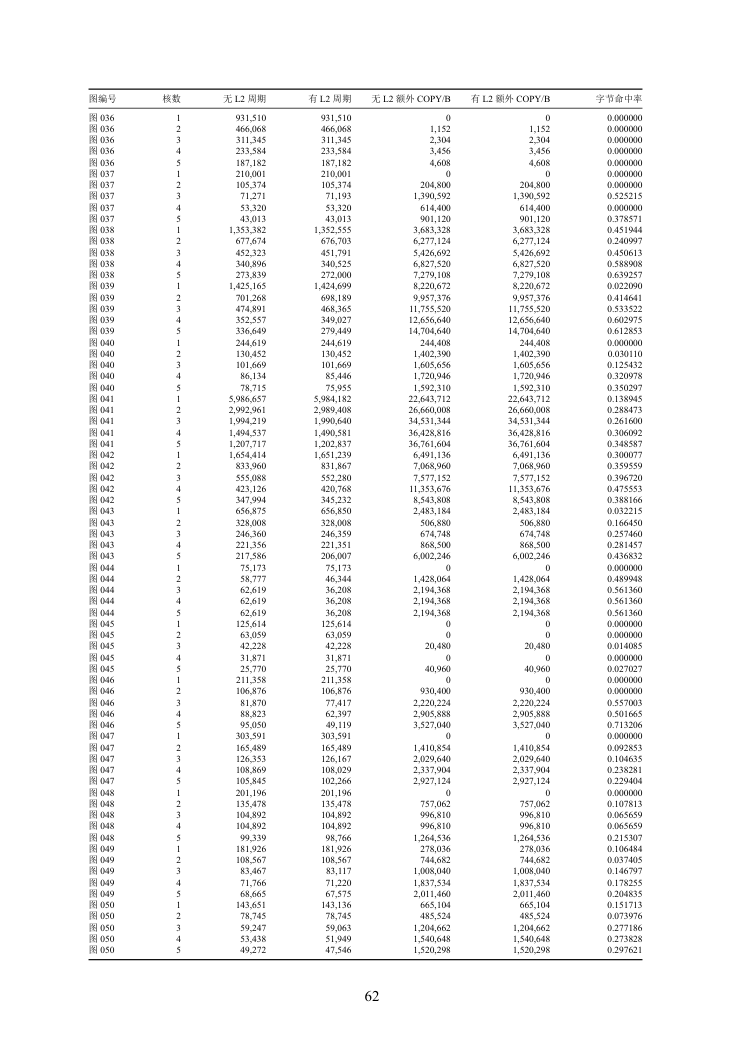 图编号 核数 无 L2 周期 有 L2 周期 无 L2 额外 COPY/B 有 L2 额外 COPY/B 字节命中率
图 036 1 931,510 931,510 0 0 0.000000
图 036 2 466,068 466,068 1,152 1,152 0.000000
图 036 3 311,345 311,345 2,304 2,304 0.000000
图 036 4 233,584 233,584 3,456 3,456 0.000000
图 036 5 187,182 187,182 4,608 4,608 0.000000
图 037 1 210,001 210,001 0 0 0.000000
图 037 2 105,374 105,374 204,800 204,800 0.000000
图 037 3 71,271 71,193 1,390,592 1,390,592 0.525215
图 037 4 53,320 53,320 614,400 614,400 0.000000
图 037 5 43,013 43,013 901,120 901,120 0.378571
图 038 1 1,353,382 1,352,555 3,683,328 3,683,328 0.451944
图 038 2 677,674 676,703 6,277,124 6,277,124 0.240997
图 038 3 452,323 451,791 5,426,692 5,426,692 0.450613
图 038 4 340,896 340,525 6,827,520 6,827,520 0.588908
图 038 5 273,839 272,000 7,279,108 7,279,108 0.639257
图 039 1 1,425,165 1,424,699 8,220,672 8,220,672 0.022090
图 039 2 701,268 698,189 9,957,376 9,957,376 0.414641
图 039 3 474,891 468,365 11,755,520 11,755,520 0.533522
图 039 4 352,557 349,027 12,656,640 12,656,640 0.602975
图 039 5 336,649 279,449 14,704,640 14,704,640 0.612853
图 040 1 244,619 244,619 244,408 244,408 0.000000
图 040 2 130,452 130,452 1,402,390 1,402,390 0.030110
图 040 3 101,669 101,669 1,605,656 1,605,656 0.125432
图 040 4 86,134 85,446 1,720,946 1,720,946 0.320978
图 040 5 78,715 75,955 1,592,310 1,592,310 0.350297
图 041 1 5,986,657 5,984,182 22,643,712 22,643,712 0.138945
图 041 2 2,992,961 2,989,408 26,660,008 26,660,008 0.288473
图 041 3 1,994,219 1,990,640 34,531,344 34,531,344 0.261600
图 041 4 1,494,537 1,490,581 36,428,816 36,428,816 0.306092
图 041 5 1,207,717 1,202,837 36,761,604 36,761,604 0.348587
图 042 1 1,654,414 1,651,239 6,491,136 6,491,136 0.300077
图 042 2 833,960 831,867 7,068,960 7,068,960 0.359559
图 042 3 555,088 552,280 7,577,152 7,577,152 0.396720
图 042 4 423,126 420,768 11,353,676 11,353,676 0.475553
图 042 5 347,994 345,232 8,543,808 8,543,808 0.388166
图 043 1 656,875 656,850 2,483,184 2,483,184 0.032215
图 043 2 328,008 328,008 506,880 506,880 0.166450
图 043 3 246,360 246,359 674,748 674,748 0.257460
图 043 4 221,356 221,351 868,500 868,500 0.281457
图 043 5 217,586 206,007 6,002,246 6,002,246 0.436832
图 044 1 75,173 75,173 0 0 0.000000
图 044 2 58,777 46,344 1,428,064 1,428,064 0.489948
图 044 3 62,619 36,208 2,194,368 2,194,368 0.561360
图 044 4 62,619 36,208 2,194,368 2,194,368 0.561360
图 044 5 62,619 36,208 2,194,368 2,194,368 0.561360
图 045 1 125,614 125,614 0 0 0.000000
图 045 2 63,059 63,059 0 0 0.000000
图 045 3 42,228 42,228 20,480 20,480 0.014085
图 045 4 31,871 31,871 0 0 0.000000
图 045 5 25,770 25,770 40,960 40,960 0.027027
图 046 1 211,358 211,358 0 0 0.000000
图 046 2 106,876 106,876 930,400 930,400 0.000000
图 046 3 81,870 77,417 2,220,224 2,220,224 0.557003
图 046 4 88,823 62,397 2,905,888 2,905,888 0.501665
图 046 5 95,050 49,119 3,527,040 3,527,040 0.713206
图 047 1 303,591 303,591 0 0 0.000000
图 047 2 165,489 165,489 1,410,854 1,410,854 0.092853
图 047 3 126,353 126,167 2,029,640 2,029,640 0.104635
图 047 4 108,869 108,029 2,337,904 2,337,904 0.238281
图 047 5 105,845 102,266 2,927,124 2,927,124 0.229404
图 048 1 201,196 201,196 0 0 0.000000
图 048 2 135,478 135,478 757,062 757,062 0.107813
图 048 3 104,892 104,892 996,810 996,810 0.065659
图 048 4 104,892 104,892 996,810 996,810 0.065659
图 048 5 99,339 98,766 1,264,536 1,264,536 0.215307
图 049 1 181,926 181,926 278,036 278,036 0.106484
图 049 2 108,567 108,567 744,682 744,682 0.037405
图 049 3 83,467 83,117 1,008,040 1,008,040 0.146797
图 049 4 71,766 71,220 1,837,534 1,837,534 0.178255
图 049 5 68,665 67,575 2,011,460 2,011,460 0.204835
图 050 1 143,651 143,136 665,104 665,104 0.151713
图 050 2 78,745 78,745 485,524 485,524 0.073976
图 050 3 59,247 59,063 1,204,662 1,204,662 0.277186
图 050 4 53,438 51,949 1,540,648 1,540,648 0.273828
图 050 5 49,272 47,546 1,520,298 1,520,298 0.297621
62